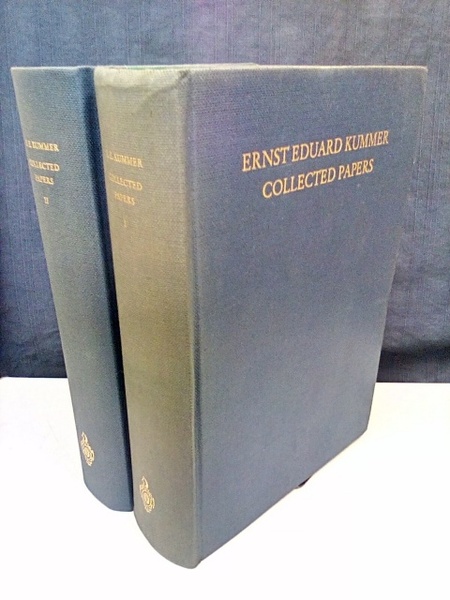 E. E. KUMMER
COLLECTED
PAPERS
II
E. E. KUMMER
COLLECTED
PAPERS
I
ERNST EDUARD KUMMER
COLLECTED PAPERS